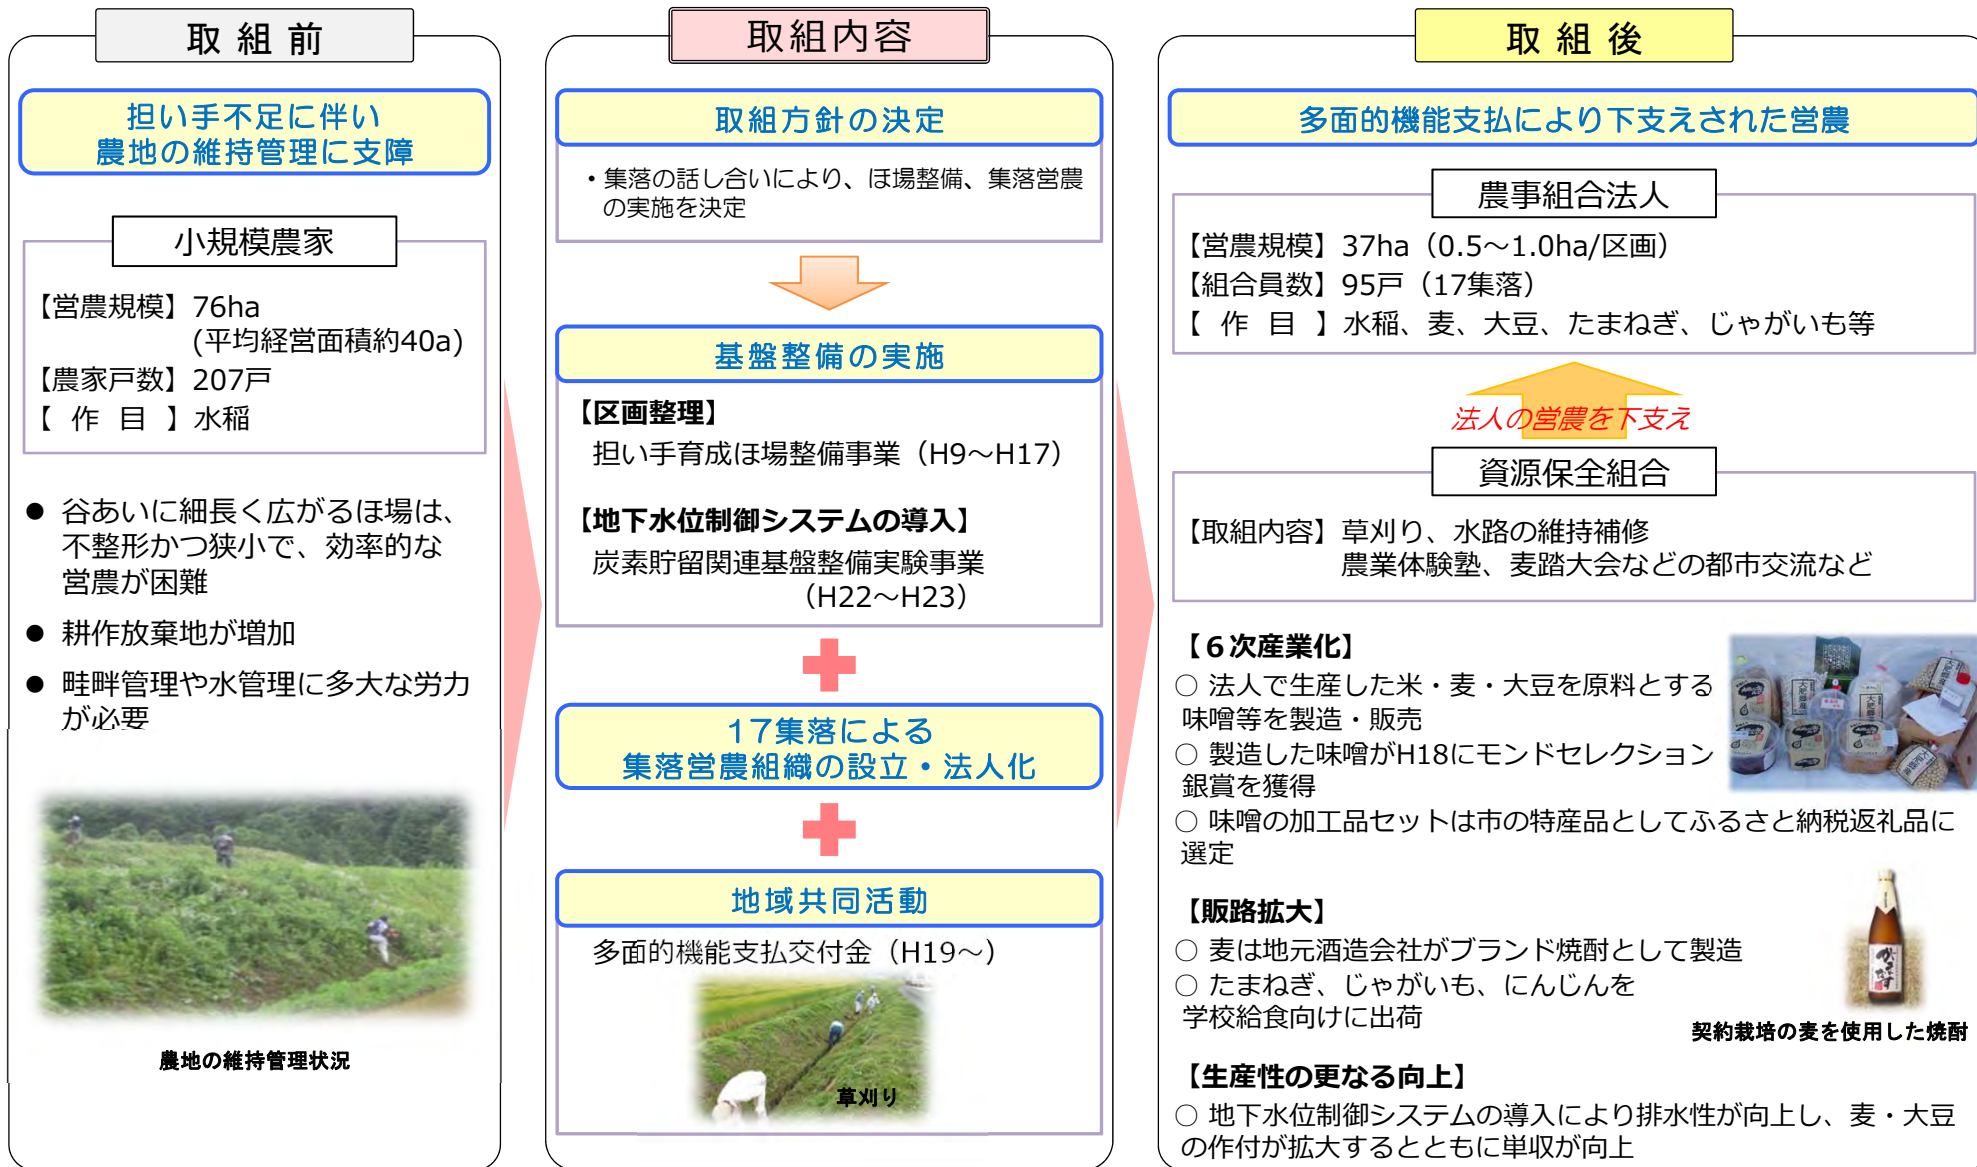 取組前
担い手不足に伴い
農地の維持管理に支障
小規模農家
【営農規模】76ha
(平均経営面積約40a)
【農家戸数】207戸
【 作 目 】水稲
● 谷あいに細長く広がるほ場は、
不整形かつ狭小で、効率的な
営農が困難
● 耕作放棄地が増加
● 畦畔管理や水管理に多大な労力
が必要
農地の維持管理状況
取組内容
取組方針の決定
・集落の話し合いにより、ほ場整備、集落営農
の実施を決定
基盤整備の実施
【区画整理】
担い手育成ほ場整備事業（H9～H17）
【地下水位制御システムの導入】
炭素貯留関連基盤整備実験事業
（H22～H23）
17集落による
集落営農組織の設立・法人化
地域共同活動
多面的機能支払交付金（H19～）
草刈り
取組後
多面的機能支払により下支えされた営農
農事組合法人
【営農規模】37ha（0.5～1.0ha/区画）
【組合員数】95戸（17集落）
【 作 目 】水稲、麦、大豆、たまねぎ、じゃがいも等
法人の営農を下支え
資源保全組合
【取組内容】草刈り、水路の維持補修
農業体験塾、麦踏大会などの都市交流など
【６次産業化】
○ 法人で生産した米・麦・大豆を原料とする
味噌等を製造・販売
○ 製造した味噌がH18にモンドセレクション
銀賞を獲得
○ 味噌の加工品セットは市の特産品としてふるさと納税返礼品に
選定
【販路拡大】
○ 麦は地元酒造会社がブランド焼酎として製造
○ たまねぎ、じゃがいも、にんじんを
学校給食向けに出荷
契約栽培の麦を使用した焼酎
【生産性の更なる向上】
○ 地下水位制御システムの導入により排水性が向上し、麦・大豆
の作付が拡大するとともに単収が向上